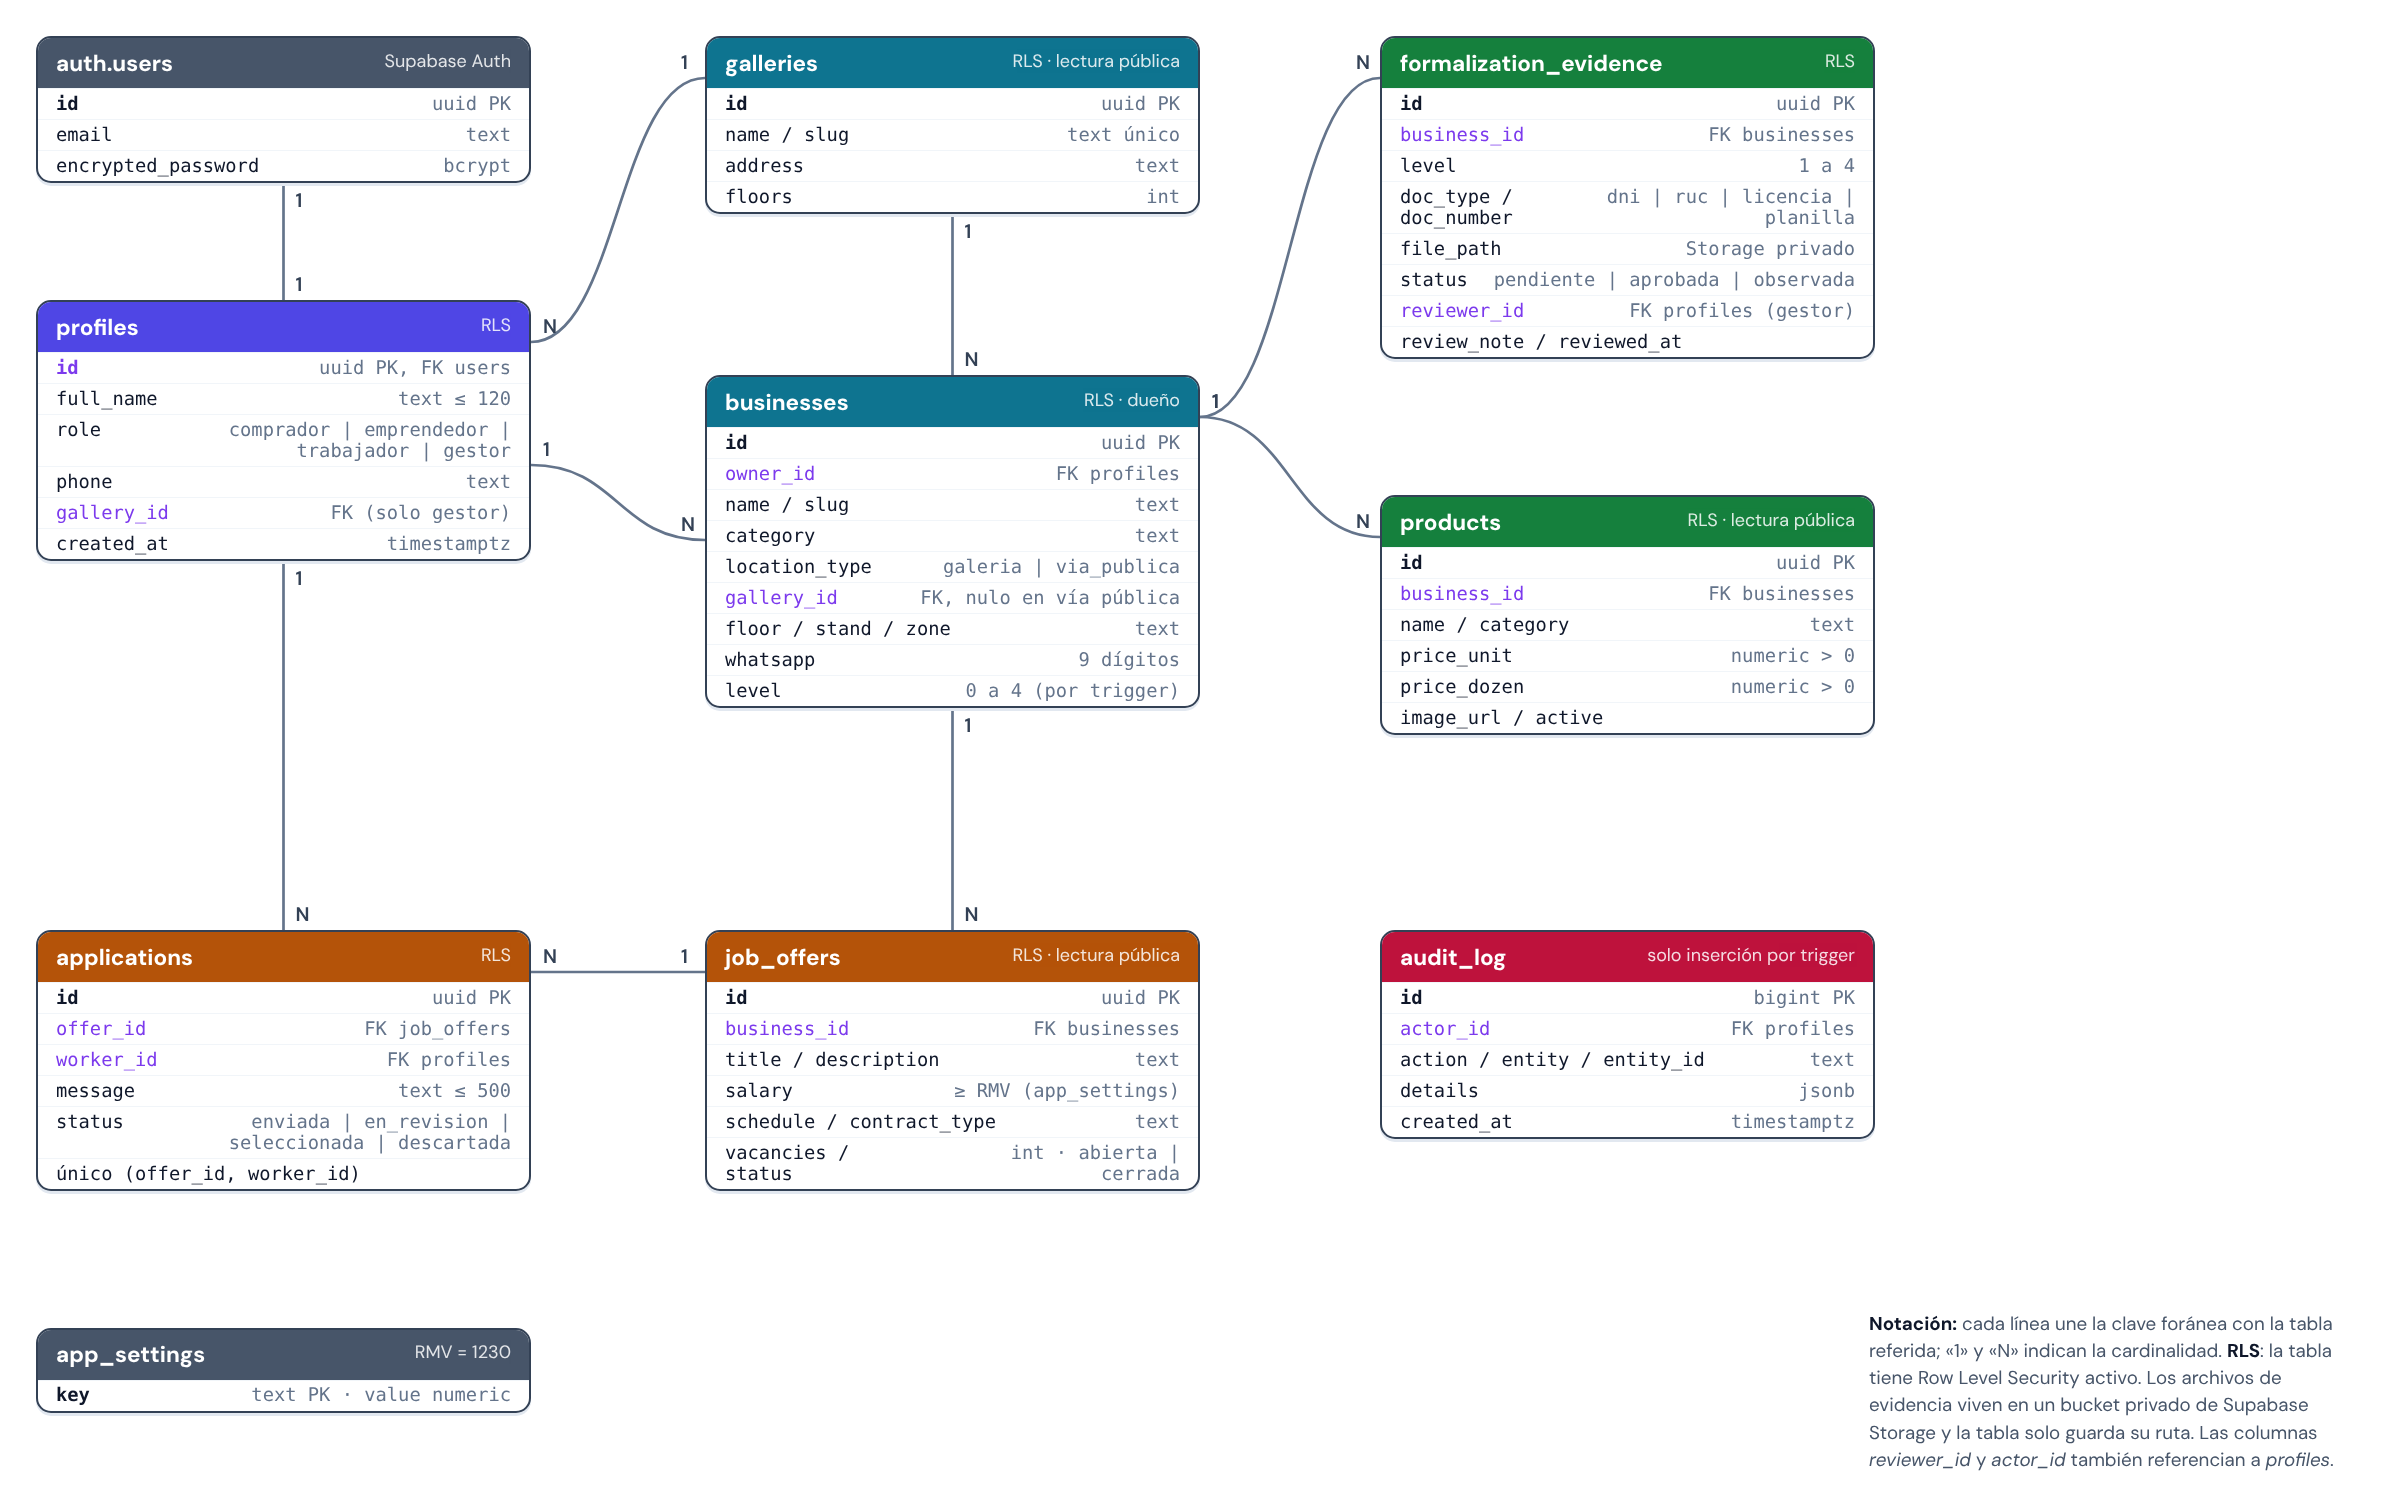 auth.users Supabase Auth
id uuid PK
email text
encrypted_password bcrypt
1
1
profiles RLS
id uuid PK, FK users
full_name text ≤ 120
role comprador | emprendedor |
trabajador | gestor
phone text
gallery_id FK (solo gestor)
created_at timestamptz
N
1
1
N
1
N
galleries RLS · lectura pública
id uuid PK
name / slug text único
address text
floors int
1
N
businesses RLS · dueño
id uuid PK
owner_id FK profiles
name / slug text
category text
location_type galeria | via_publica
gallery_id FK, nulo en vía pública
floor / stand / zone text
whatsapp 9 dígitos
level 0 a 4 (por trigger)
1
N
1
N
N
formalization_evidence RLS
id uuid PK
business_id FK businesses
level 1 a 4
doc_type / dni | ruc | licencia |
doc_number planilla
file_path Storage privado
status pendiente | aprobada | observada
reviewer_id FK profiles (gestor)
review_note / reviewed_at
products RLS · lectura pública
id uuid PK
business_id FK businesses
name / category text
price_unit numeric > 0
price_dozen numeric > 0
image_url / active
applications RLS
id uuid PK
offer_id FK job_offers
worker_id FK profiles
message text ≤ 500
status enviada | en_revision |
seleccionada | descartada
único (offer_id, worker_id)
N
1
job_offers RLS · lectura pública
id uuid PK
business_id FK businesses
title / description text
salary ≥ RMV (app_settings)
schedule / contract_type text
vacancies / int · abierta |
status cerrada
audit_log solo inserción por trigger
id bigint PK
actor_id FK profiles
action / entity / entity_id text
details jsonb
created_at timestamptz
app_settings RMV = 1230
key text PK · value numeric
Notación: cada línea une la clave foránea con la tabla
referida; «1» y «N» indican la cardinalidad. RLS: la tabla
tiene Row Level Security activo. Los archivos de
evidencia viven en un bucket privado de Supabase
Storage y la tabla solo guarda su ruta. Las columnas
reviewer_id y actor_id también referencian a profiles.